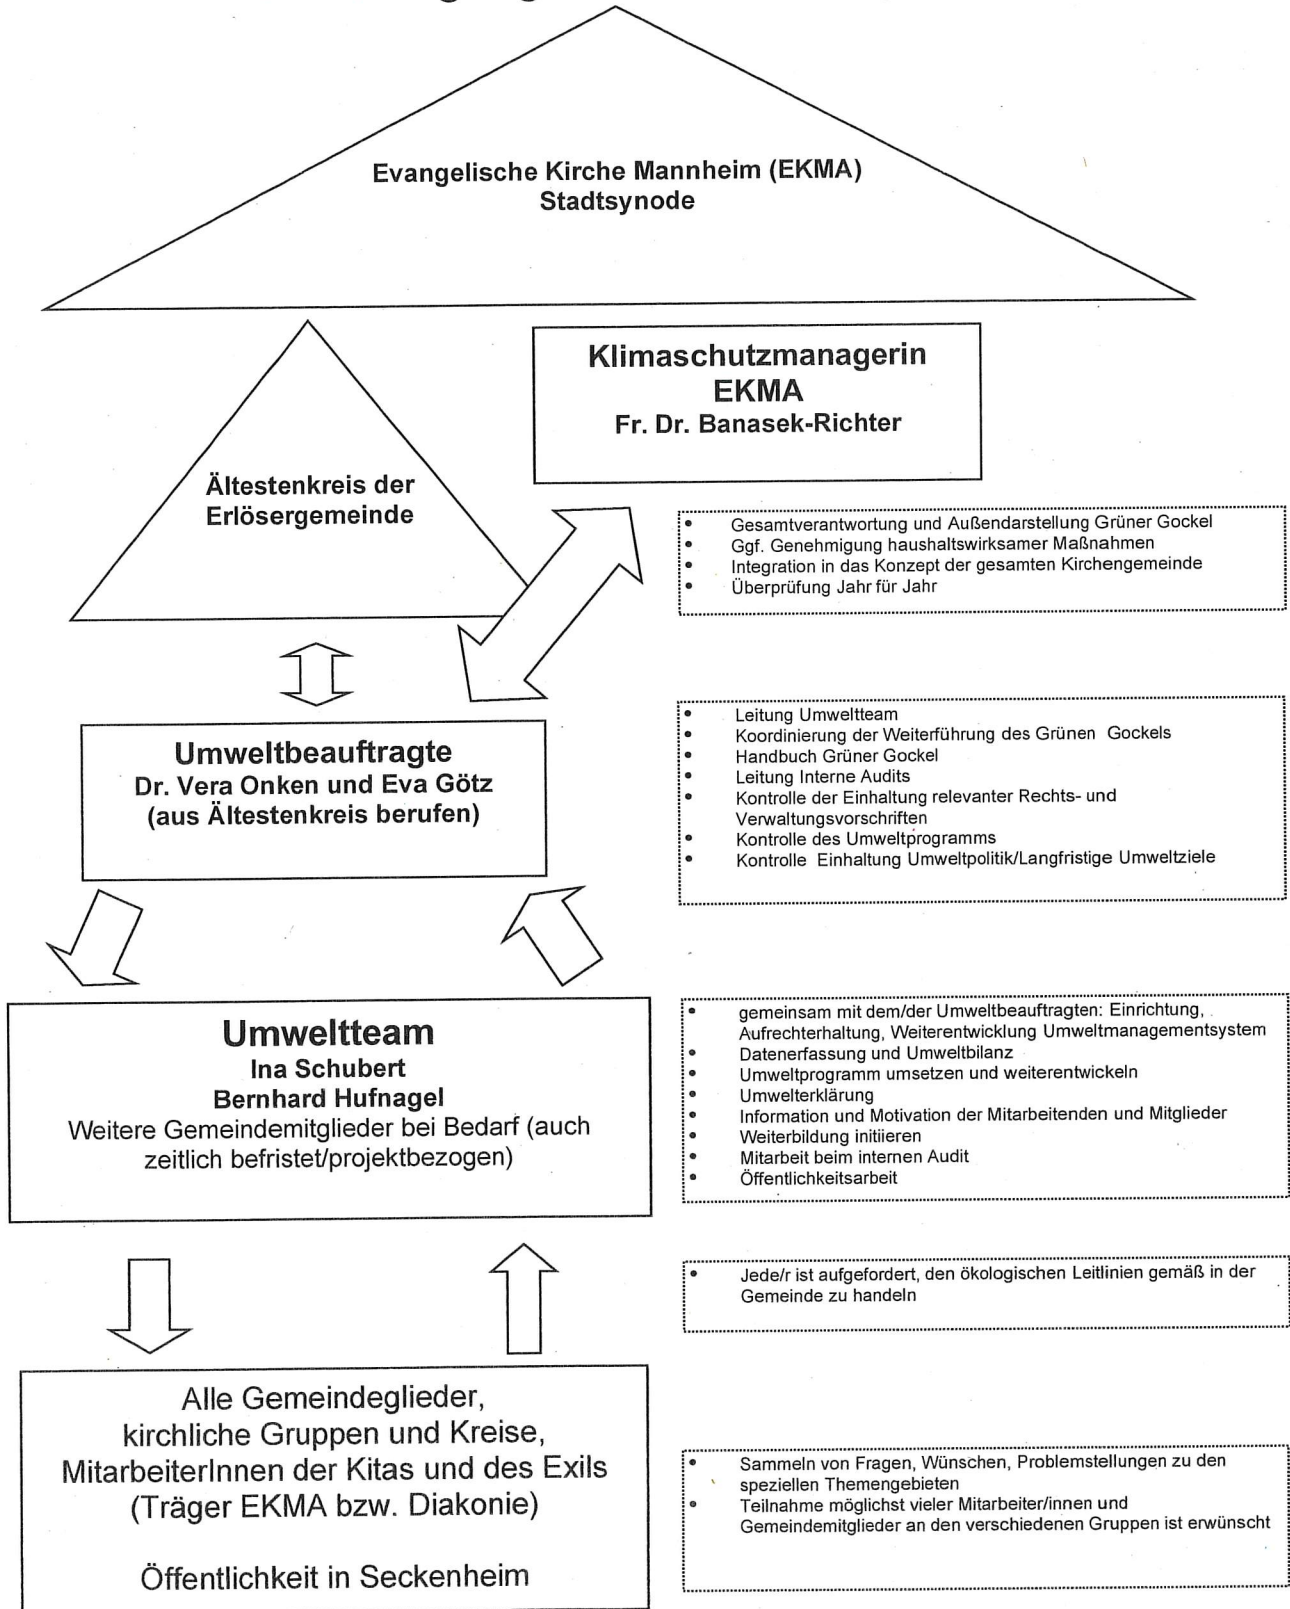 Evangelische Kirche Mannheim (EKMA)
Stadtsynode
Klimaschutzmanagerin
EKMA
Fr. Dr. Banasek-Richter
Ältestenkreis der
Erlösergemeinde
• Gesamtverantwortung und Außendarstellung Grüner Gockel
• Ggf. Genehmigung haushaltswirksamer Maßnahmen
• Integration in das Konzept der gesamten Kirchengemeinde
• Überprüfung Jahr für Jahr
Umweltbeauftragte
Dr. Vera Onken und Eva Götz
(aus Ältestenkreis berufen)
• Leitung Umweltteam
• Koordinierung der Weiterführung des Grünen Gockels
• Handbuch Grüner Gockel
• Leitung Interne Audits
• Kontrolle der Einhaltung relevanter Rechts- und
Verwaltungsvorschriften
• Kontrolle des Umweltprogramms
• Kontrolle Einhaltung Umweltpolitik/Langfristige Umweltziele
Umweltteam
Ina Schubert
Bernhard Hufnagel
Weitere Gemeindemitglieder bei Bedarf (auch
zeitlich befristet/projektbezogen)
• gemeinsam mit dem/der Umweltbeauftragten: Einrichtung,
Aufrechterhaltung, Weiterentwicklung Umweltmanagementsystem
• Datenerfassung und Umweltbilanz
• Umweltprogramm umsetzen und weiterentwickeln
• Umwelterklärung
• Information und Motivation der Mitarbeitenden und Mitglieder
• Weiterbildung initiieren
• Mitarbeit beim internen Audit
• Öffentlichkeitsarbeit
• Jede/r ist aufgefordert, den ökologischen Leitlinien gemäß in der
Gemeinde zu handeln
Alle Gemeindeglieder,
kirchliche Gruppen und Kreise,
MitarbeiterInnen der Kitas und des Exils
(Träger EKMA bzw. Diakonie)
Öffentlichkeit in Seckenheim
• Sammeln von Fragen, Wünschen, Problemstellungen zu den
speziellen Themengebieten
• Teilnahme möglichst vieler Mitarbeiter/innen und
Gemeindemitglieder an den verschiedenen Gruppen ist erwünscht